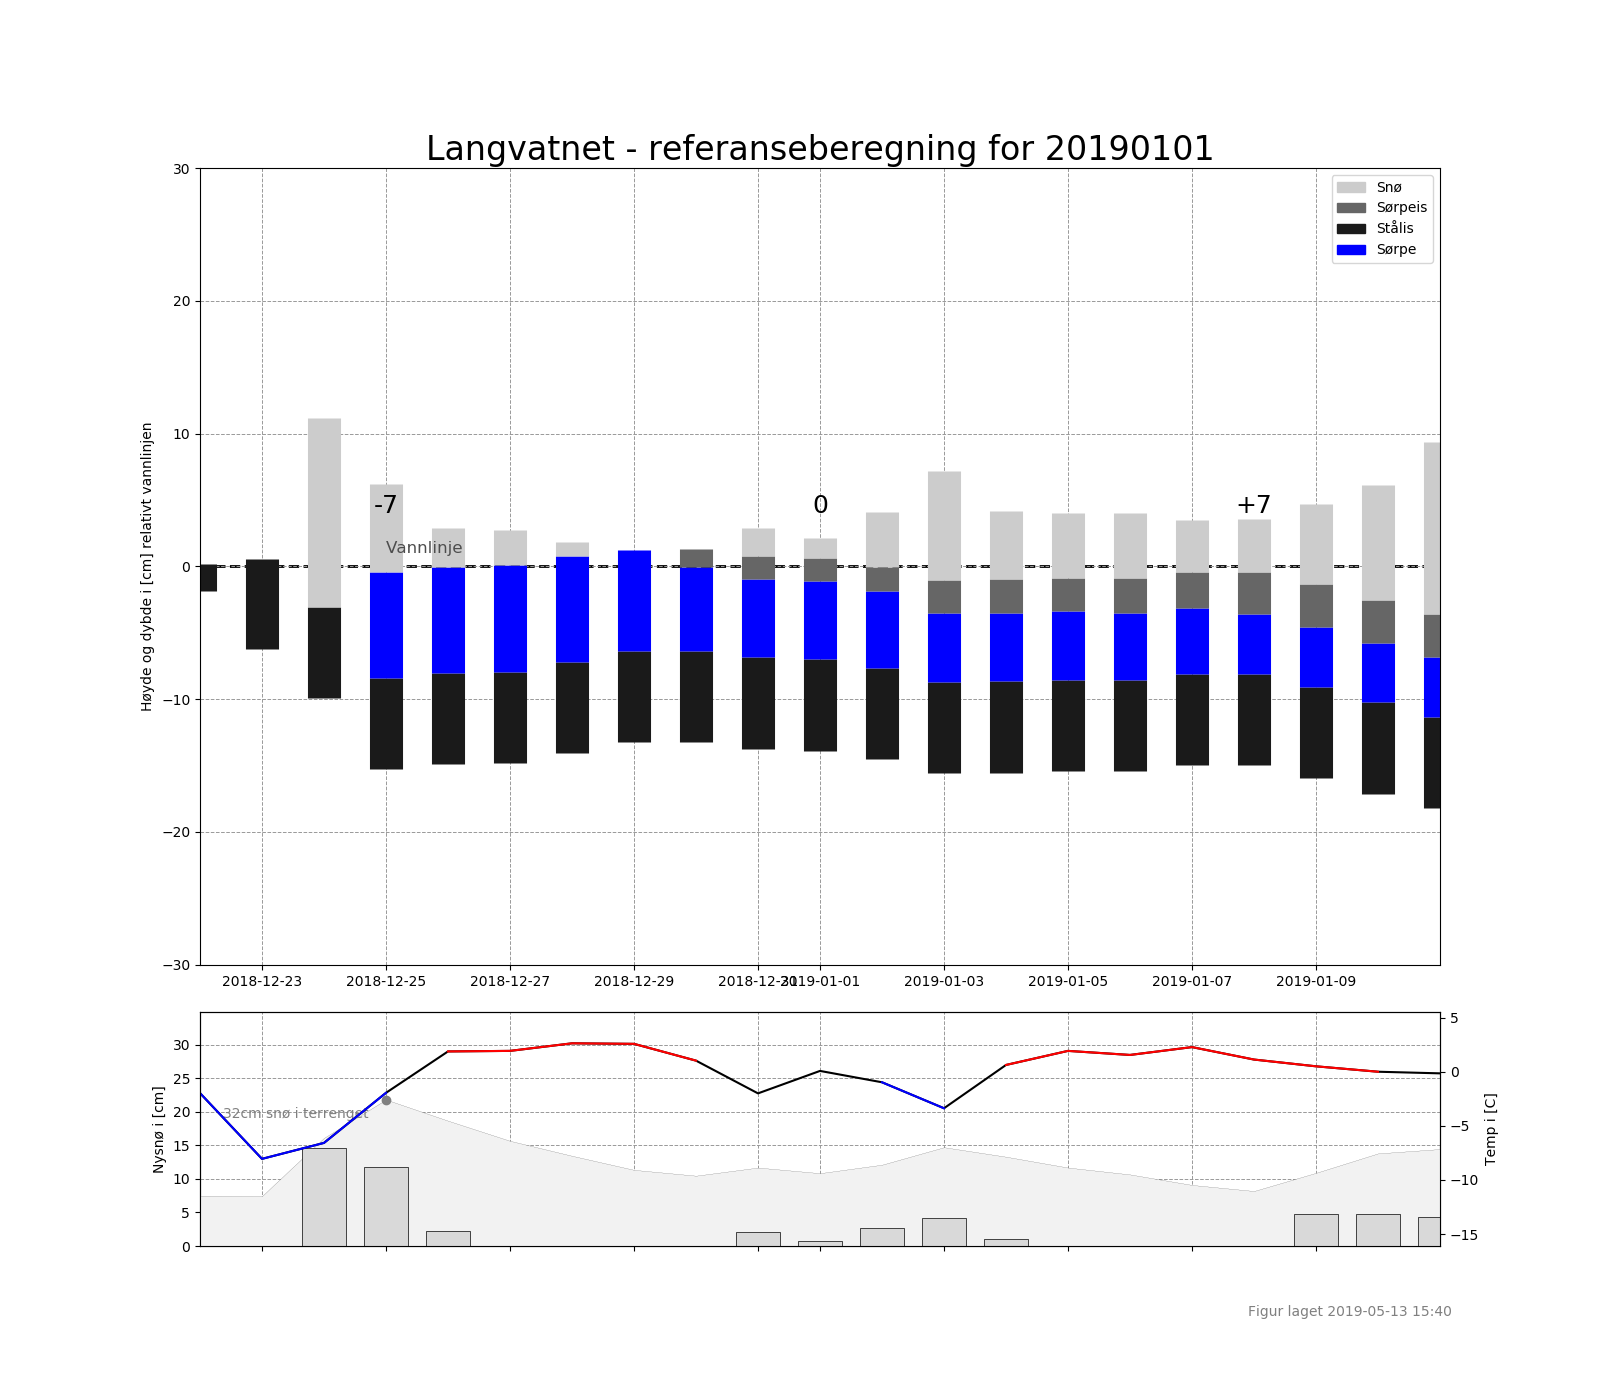 Langvatnet - referanseberegning for 20190101
30
20
10
0
−10
−20
−30
Høyde og dybde i [cm] relativt vannlinjen
Snø
Sørpeis
Stålis
Sørpe
-7
0
+7
Vannlinje
2018-12-23
2018-12-25
2018-12-27
2018-12-29
2018-12-31
2019-01-01
2019-01-03
2019-01-05
2019-01-07
2019-01-09
30
25
20
15
10
5
0
Nysnø i [cm]
32cm snø i terrenget
5
0
−5
−10
−15
Temp i [C]
Figur laget 2019-05-13 15:40